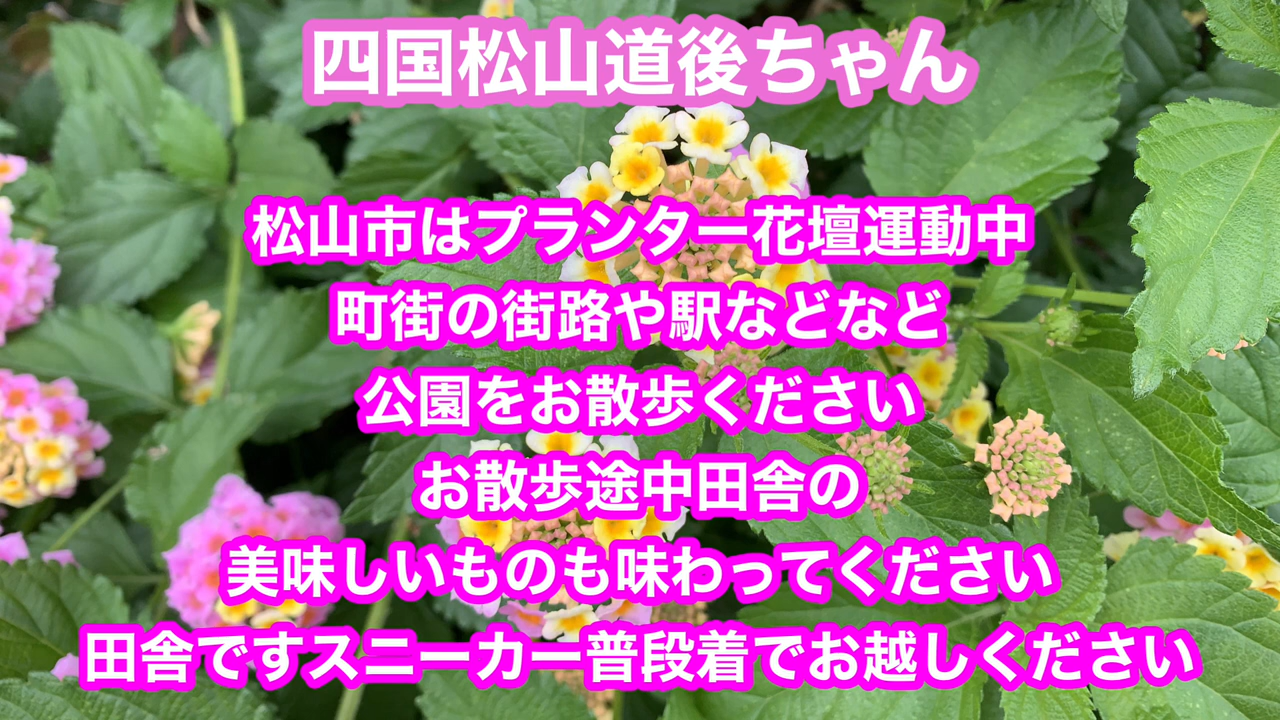 四国松山道後ちゃん
松山市はプランター花壇運動中
町街の街路や駅などなど
公園をお散歩ください
お散歩途中田舎の
美味しいものも味わってください
田舎ですスニーカー普段着でお越しください